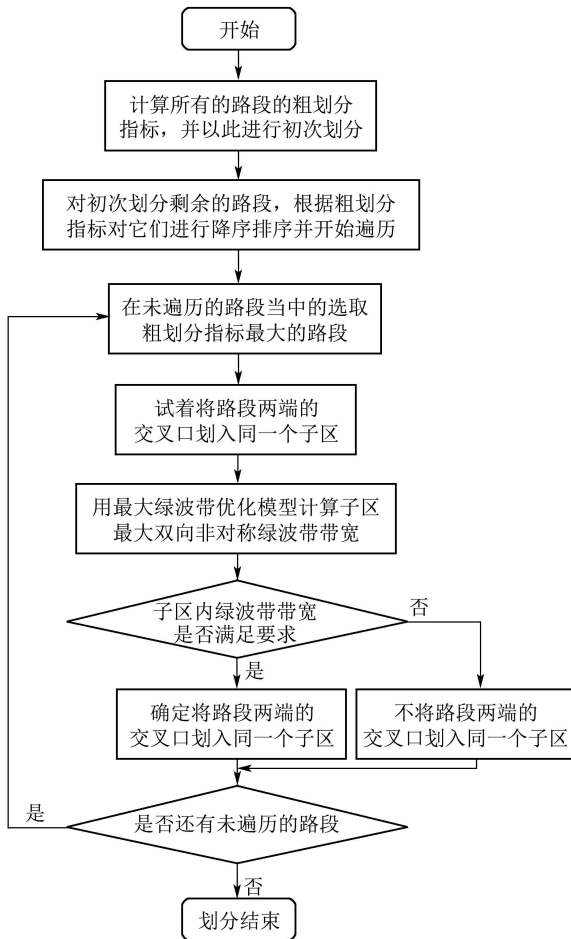 开始
计算所有的路段的粗划分
指标，并以此进行初次划分
对初次划分剩余的路段，根据粗划分
指标对它们进行降序排序并开始遍历
在未遍历的路段当中的选取
粗划分指标最大的路段
试着将路段两端的
交叉口划入同一个子区
用最大绿波带优化模型计算子区
最大双向非对称绿波带带宽
子区内绿波带带宽
是否满足要求
否
是
确定将路段两端的
交叉口划入同一个子区
不将路段两端的
交叉口划入同一个子区
是
是否还有未遍历的路段
否
划分结束